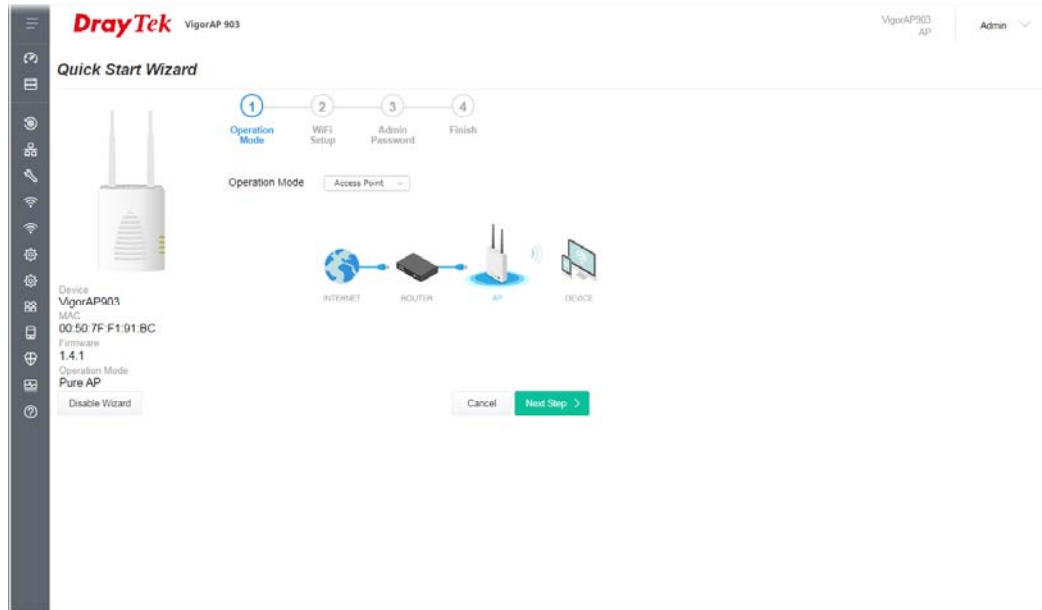 DrayTek VigorAP 903
VigorAP903
AP
Admin
Quick Start Wizard
1 2 3 4
Operation Mode
WiFi Setup
Admin Password
Finish
Operation Mode Access Point
INTERNET ROUTER AP DEVICE
Device
VigorAP903
MAC
00:50:7F:F1:91:BC
Firmware
1.4.1
Operation Mode
Pure AP
Disable Wizard Cancel Next Step >